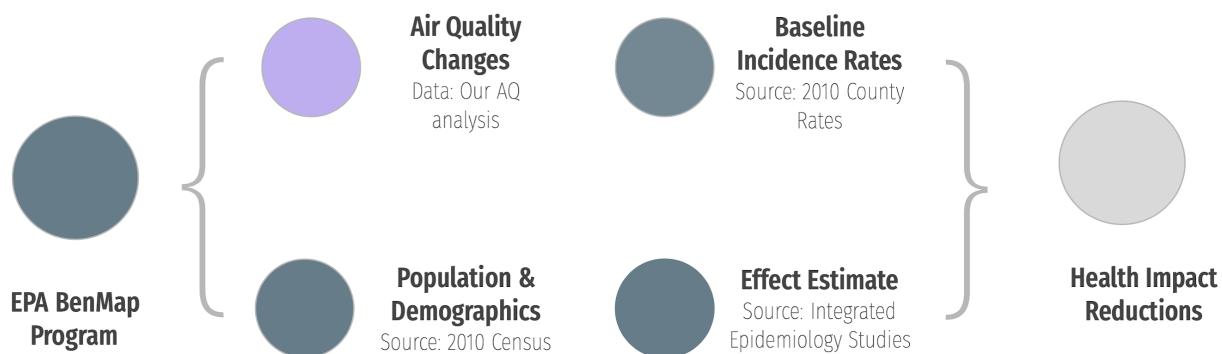 EPA BenMap
Program
Air Quality
Changes
Data: Our AQ
analysis
Population &
Demographics
Source: 2010 Census
Baseline
Incidence Rates
Source: 2010 County
Rates
Effect Estimate
Source: Integrated
Epidemiology Studies
Health Impact
Reductions